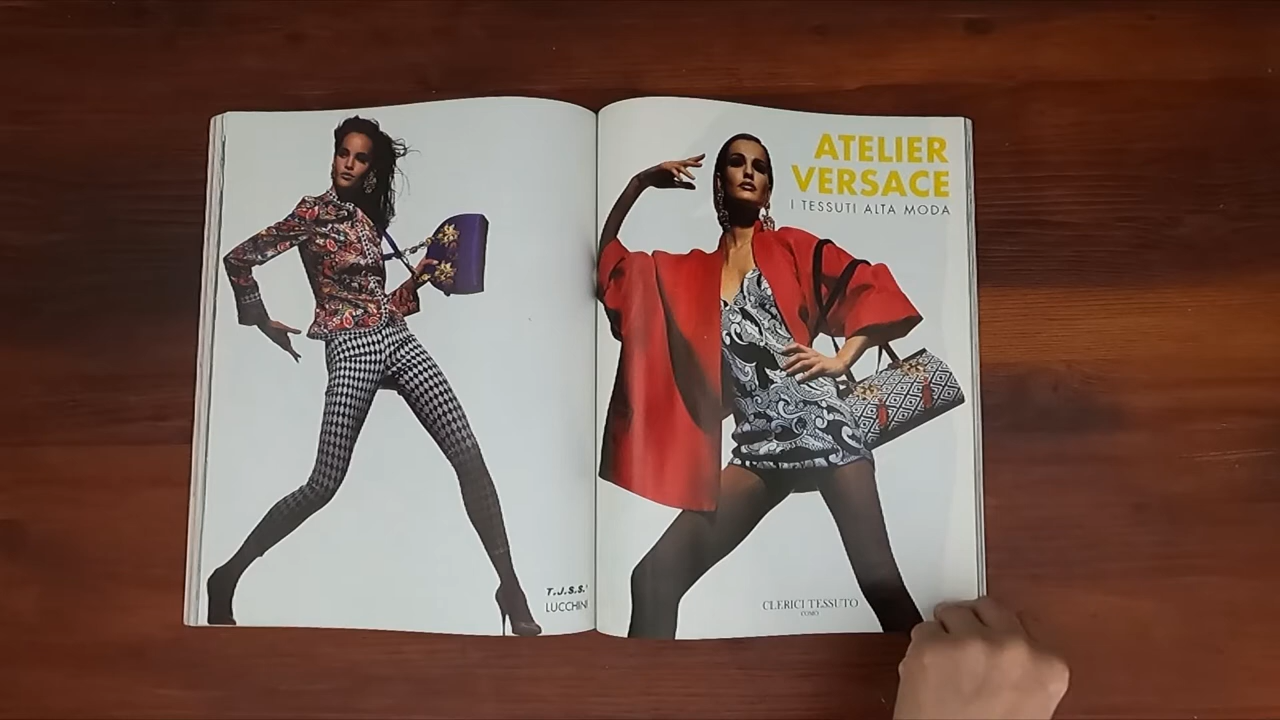 T.J.S.S.
LUCCHINI
ATELIER
VERSACE
I TESSUTI ALTA MODA
CLERICI TESSUTO
COMO